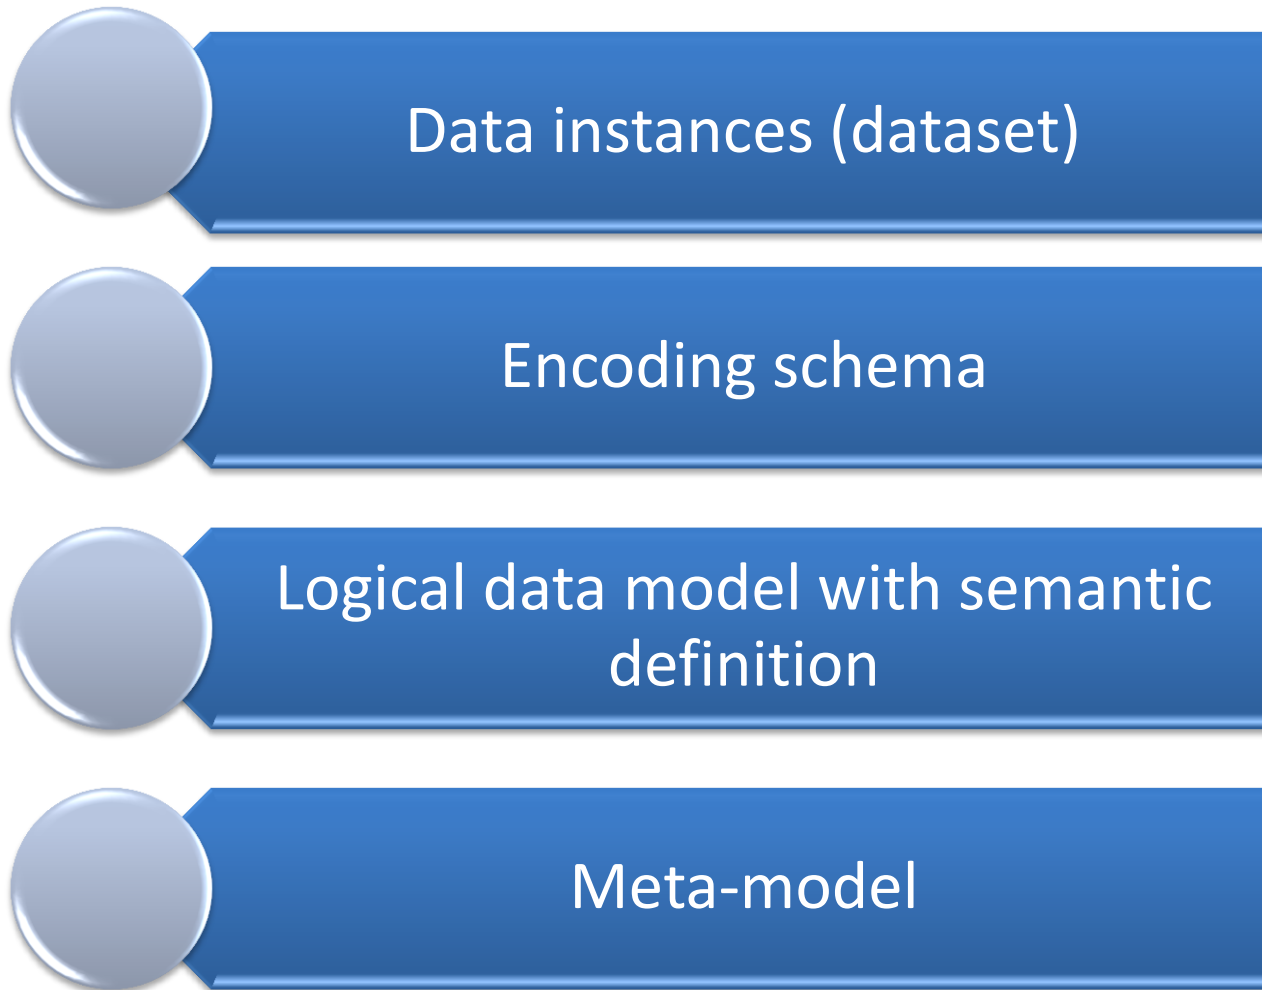 Data instances (dataset)
Encoding schema
Logical data model with semantic
definition
Meta-model